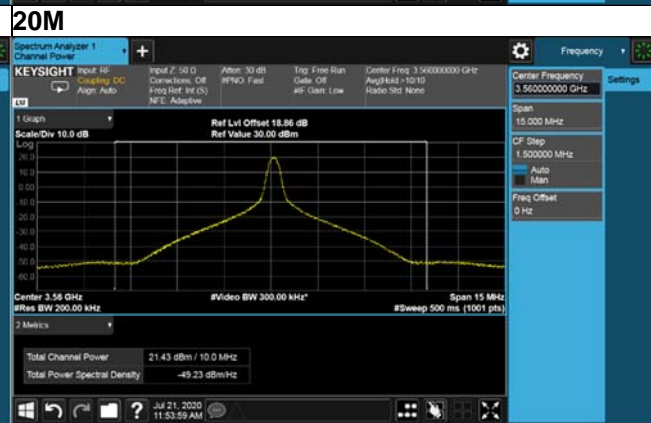 20M
Spectrum Analyzer 1
Channel Power
+
Frequency
KEYSIGHT
Input: RF
Coupling: DC
Align: Auto
Input Z: 50 Ω
Corrections: Off
Freq Ref: Int (S)
NFE: Adaptive
Atten: 30 dB
#PNO: Fast
Trig: Free Run
Gate: Off
#IF Gain: Low
Center Freq: 3.560000000 GHz
Avg|Hold:>10/10
Radio Std: None
Center Frequency
3.560000000 GHz
Settings
Span
15.000 MHz
CF Step
1.500000 MHz
Auto
Man
Freq Offset
0 Hz
1 Graph
Scale/Div 10.0 dB
Ref Lvl Offset 18.86 dB
Ref Value 30.00 dBm
Log
20.0
10.0
0.00
-10.0
-20.0
-30.0
-40.0
-50.0
-60.0
Center 3.56 GHz
#Res BW 200.00 kHz
#Video BW 300.00 kHz*
Span 15 MHz
#Sweep 500 ms (1001 pts)
2 Metrics
Total Channel Power 21.43 dBm / 10.0 MHz
Total Power Spectral Density -49.23 dBm/Hz
?
Jul 21, 2020
11:53:59 AM